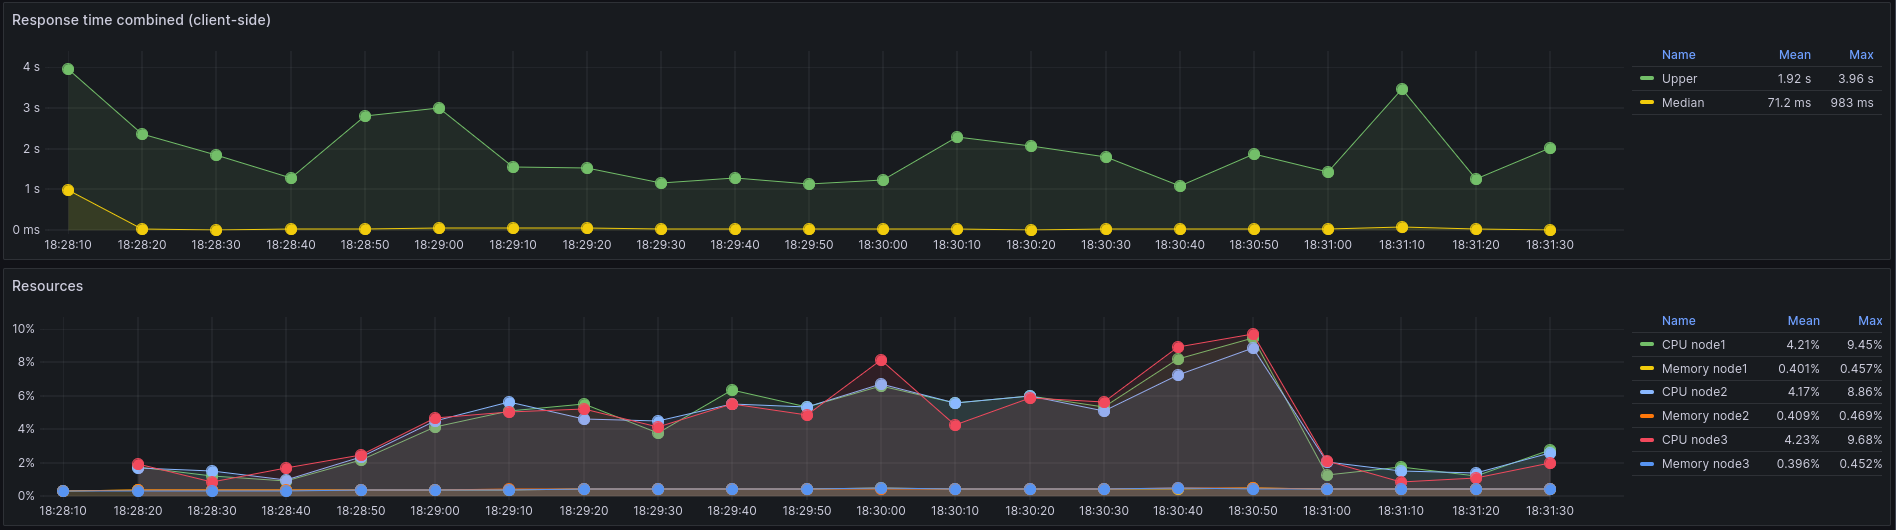 Response time combined (client-side)
Name Mean Max
4 s
Upper 1.92 s 3.96 s
Median 71.2 ms 983 ms
3 s
2 s
1 s
0 ms
18:28:10 18:28:20 18:28:30 18:28:40 18:28:50 18:29:00 18:29:10 18:29:20 18:29:30 18:29:40 18:29:50 18:30:00 18:30:10 18:30:20 18:30:30 18:30:40 18:30:50 18:31:00 18:31:10 18:31:20 18:31:30
Resources
Name Mean Max
10%
CPU node1 4.21% 9.45%
8%
Memory node1 0.401% 0.457%
CPU node2 4.17% 8.86%
6%
Memory node2 0.409% 0.469%
4%
CPU node3 4.23% 9.68%
2%
Memory node3 0.396% 0.452%
0%
18:28:10 18:28:20 18:28:30 18:28:40 18:28:50 18:29:00 18:29:10 18:29:20 18:29:30 18:29:40 18:29:50 18:30:00 18:30:10 18:30:20 18:30:30 18:30:40 18:30:50 18:31:00 18:31:10 18:31:20 18:31:30